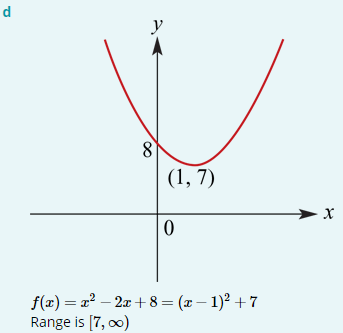 d
y
8
(1, 7)
x
0
f(x) = x² − 2x + 8 = (x − 1)² + 7
Range is [7, ∞)